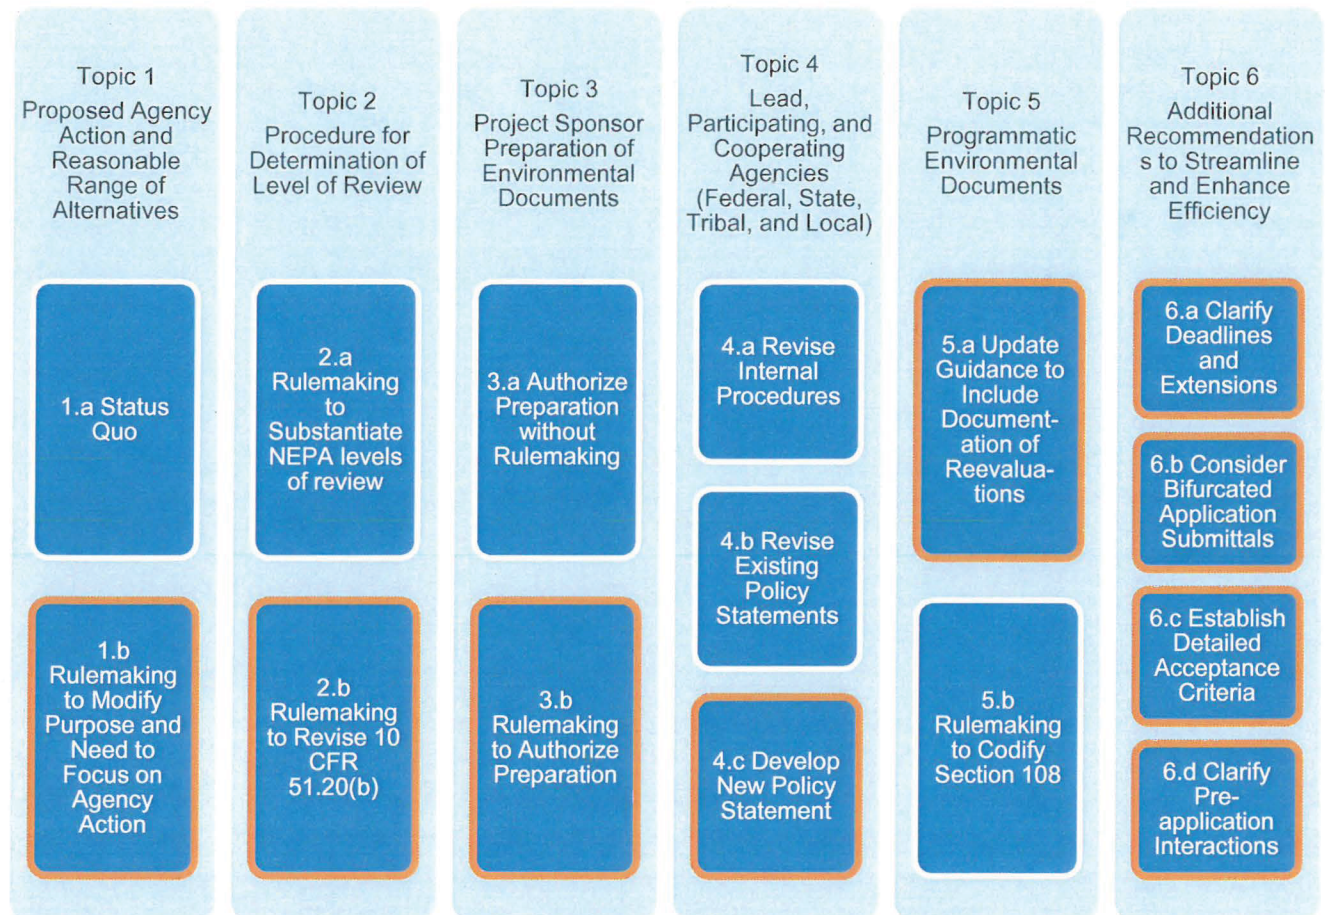 Topic 1
Proposed Agency
Action and
Reasonable
Range of
Alternatives
1.a Status
Quo
1.b
Rulemaking
to Modify
Purpose and
Need to
Focus on
Agency
Action
Topic 2
Procedure for
Determination of
Level of Review
2.a
Rulemaking
to
Substantiate
NEPA levels
of review
2.b
Rulemaking
to Revise 10
CFR
51.20(b)
Topic 3
Project Sponsor
Preparation of
Environmental
Documents
3.a Authorize
Preparation
without
Rulemaking
3.b
Rulemaking
to Authorize
Preparation
Topic 4
Lead,
Participating, and
Cooperating
Agencies
(Federal, State,
Tribal, and Local)
4.a Revise
Internal
Procedures
4.b Revise
Existing
Policy
Statements
4.c Develop
New Policy
Statement
Topic 5
Programmatic
Environmental
Documents
5.a Update
Guidance to
Include
Document-
ation of
Reevalua-
tions
5.b
Rulemaking
to Codify
Section 108
Topic 6
Additional
Recommendation
s to Streamline
and Enhance
Efficiency
6.a Clarify
Deadlines
and
Extensions
6.b Consider
Bifurcated
Application
Submittals
6.c Establish
Detailed
Acceptance
Criteria
6.d Clarify
Pre-
application
Interactions